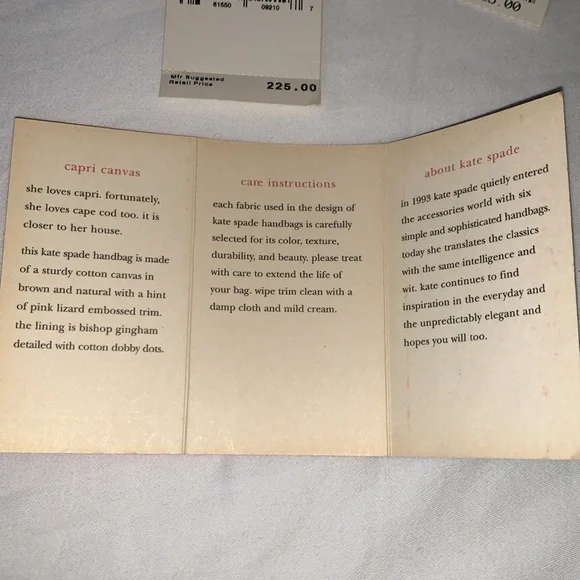 6 61550 09210 7
Mfr Suggested
Retail Price 225.00
5.00
capri canvas
she loves capri. fortunately,
she loves cape cod too. it is
closer to her house.
this kate spade handbag is made
of a sturdy cotton canvas in
brown and natural with a hint
of pink lizard embossed trim.
the lining is bishop gingham
detailed with cotton dobby dots.
care instructions
each fabric used in the design of
kate spade handbags is carefully
selected for its color, texture,
durability, and beauty. please treat
with care to extend the life of
your bag. wipe trim clean with a
damp cloth and mild cream.
about kate spade
in 1993 kate spade quietly entered
the accessories world with six
simple and sophisticated handbags.
today she translates the classics
with the same intelligence and
wit. kate continues to find
inspiration in the everyday and
the unpredictably elegant and
hopes you will too.